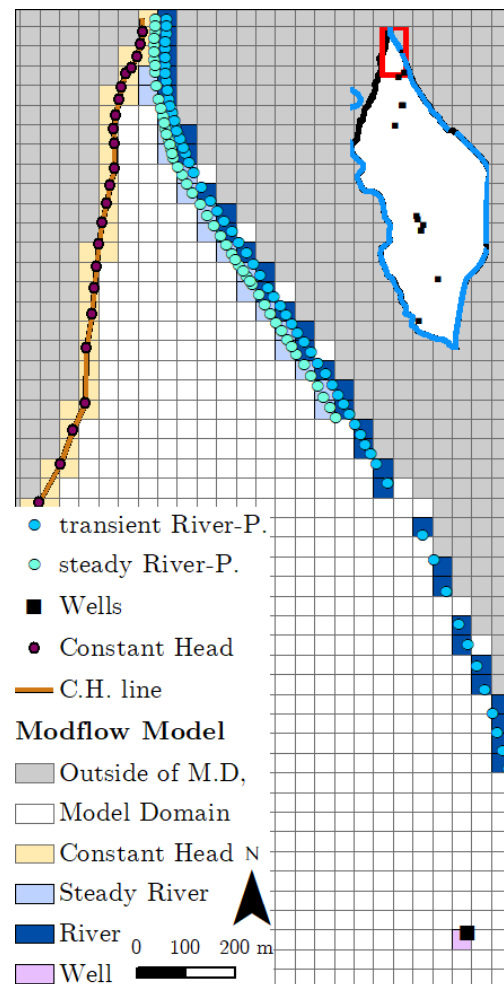 transient River-P.
steady River-P.
Wells
Constant Head
C.H. line
Modflow Model
Outside of M.D,
Model Domain
Constant Head N
Steady River
River 0 100 200 m
Well